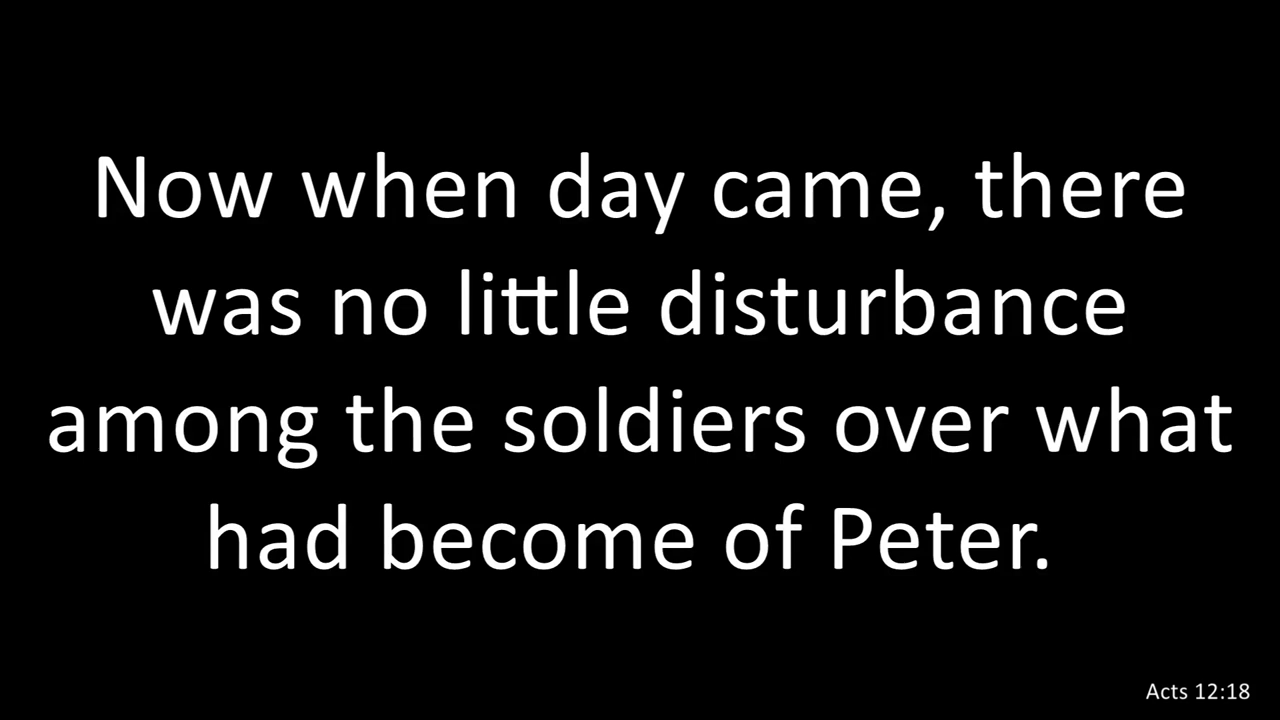 Now when day came, there
was no little disturbance
among the soldiers over what
had become of Peter.
Acts 12:18